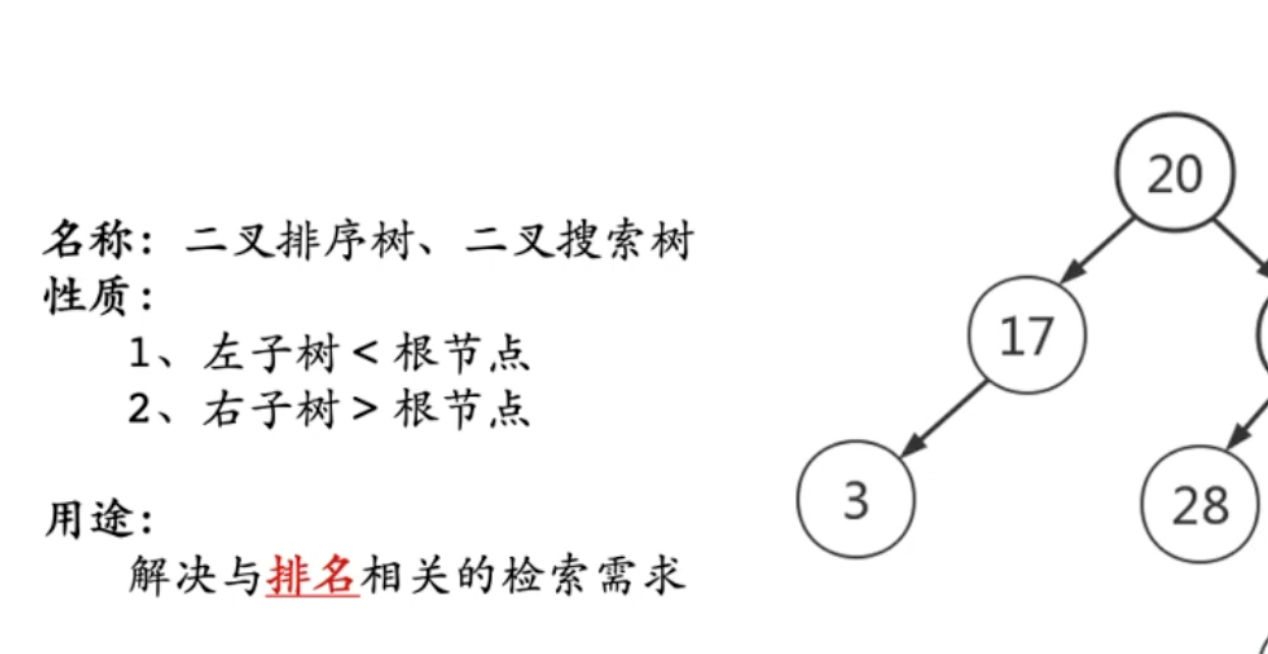 名称：二叉排序树、二叉搜索树
性质：
1、左子树 < 根节点
2、右子树 > 根节点
用途：
解决与排名相关的检索需求
20
17
3
28